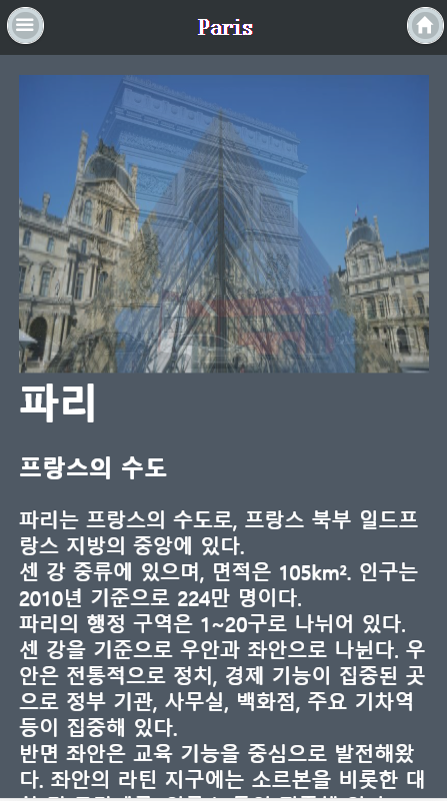 Paris
파리
프랑스의 수도
파리는 프랑스의 수도로, 프랑스 북부 일드프
랑스 지방의 중앙에 있다.
센 강 중류에 있으며, 면적은 105km². 인구는
2010년 기준으로 224만 명이다.
파리의 행정 구역은 1~20구로 나뉘어 있다.
센 강을 기준으로 우안과 좌안으로 나뉜다. 우
안은 전통적으로 정치, 경제 기능이 집중된 곳
으로 정부 기관, 사무실, 백화점, 주요 기차역
등이 집중해 있다.
반면 좌안은 교육 기능을 중심으로 발전해왔
다. 좌안의 라틴 지구에는 소르본을 비롯한 대